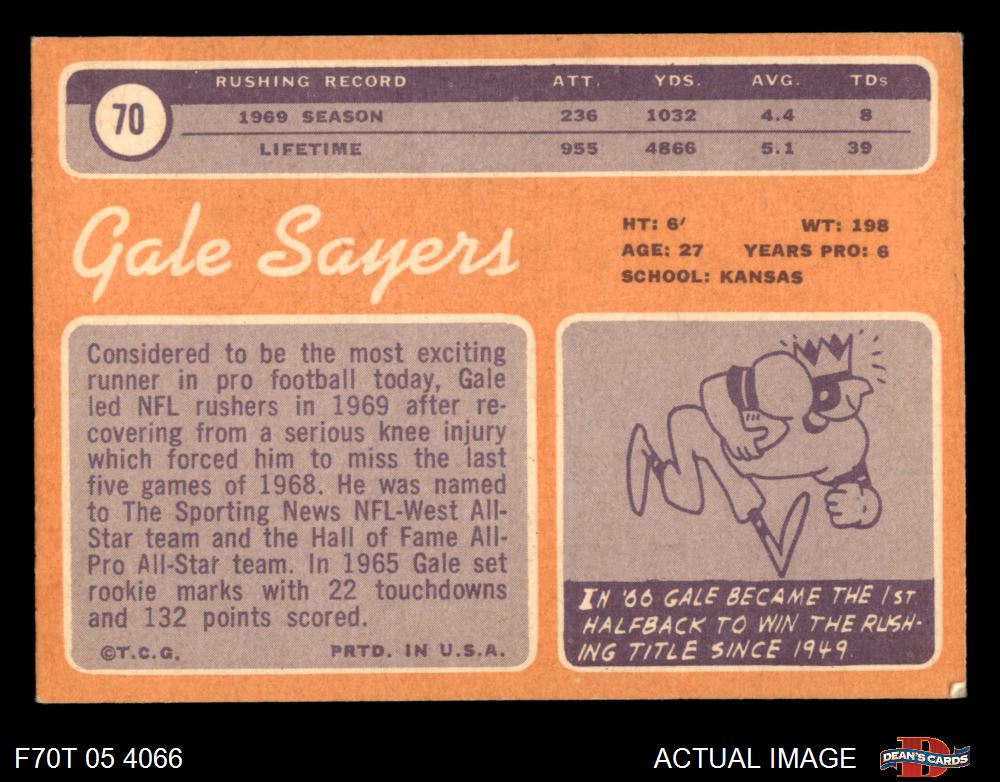 RUSHING RECORD ATT. YDS. AVG. TDs
70
1969 SEASON 236 1032 4.4 8
LIFETIME 955 4866 5.1 39
Gale Sayers
HT: 6' WT: 198
AGE: 27 YEARS PRO: 6
SCHOOL: KANSAS
Considered to be the most exciting
runner in pro football today, Gale
led NFL rushers in 1969 after re-
covering from a serious knee injury
which forced him to miss the last
five games of 1968. He was named
to The Sporting News NFL-West All-
Star team and the Hall of Fame All-
Pro All-Star team. In 1965 Gale set
rookie marks with 22 touchdowns
and 132 points scored.
©T.C.G. PRTD. IN U.S.A.
IN '66 GALE BECAME THE 1ST
HALFBACK TO WIN THE RUSH-
ING TITLE SINCE 1949.
F70T 05 4066
ACTUAL IMAGE
D
DEAN'S CARDS